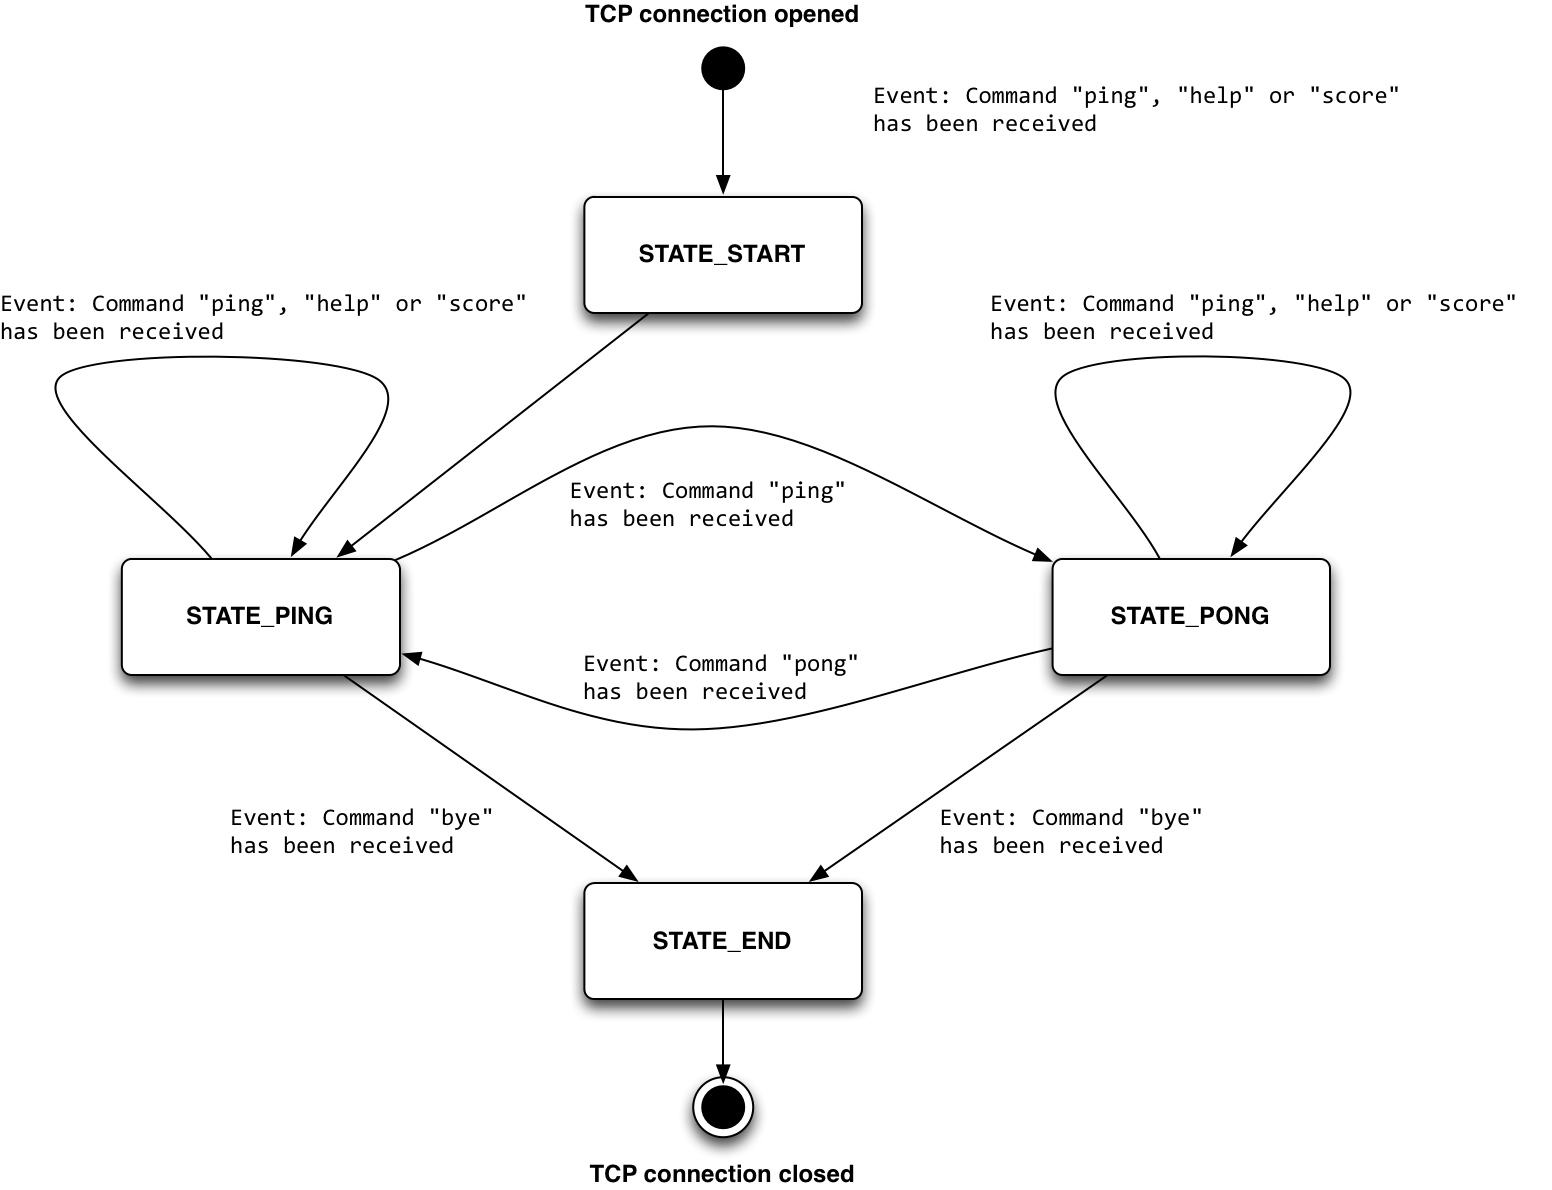 TCP connection opened
Event: Command "ping", "help" or "score"
has been received
STATE_START
Event: Command "ping", "help" or "score"
has been received
Event: Command "ping", "help" or "score"
has been received
Event: Command "ping"
has been received
STATE_PING
STATE_PONG
Event: Command "pong"
has been received
Event: Command "bye"
has been received
Event: Command "bye"
has been received
STATE_END
TCP connection closed